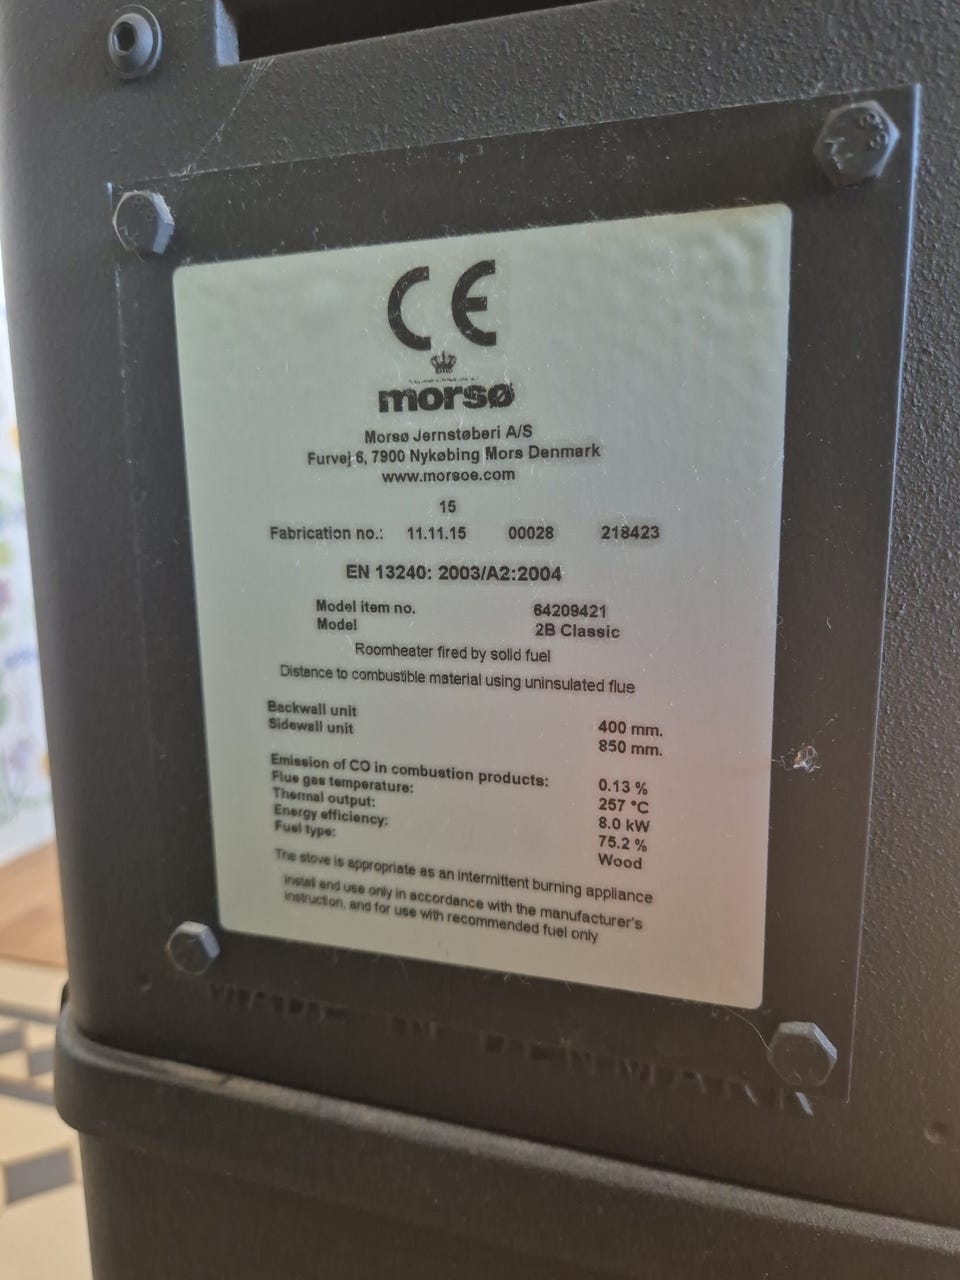 CE
morsø
Morsø Jernstøberi A/S
Furvej 6, 7900 Nykøbing Mors Denmark
www.morsoe.com
15
Fabrication no.: 11.11.15 00028 218423
EN 13240: 2003/A2:2004
Model item no. 64209421
Model 2B Classic
Roomheater fired by solid fuel
Distance to combustible material using uninsulated flue
Backwall unit 400 mm.
Sidewall unit 850 mm.
Emission of CO in combustion products: 0.13 %
Flue gas temperature: 257 °C
Thermal output: 8.0 kW
Energy efficiency: 75.2 %
Fuel type: Wood
The stove is appropriate as an intermittent burning appliance
Install and use only in accordance with the manufacturer's
instruction, and for use with recommended fuel only
MADE IN DENMARK